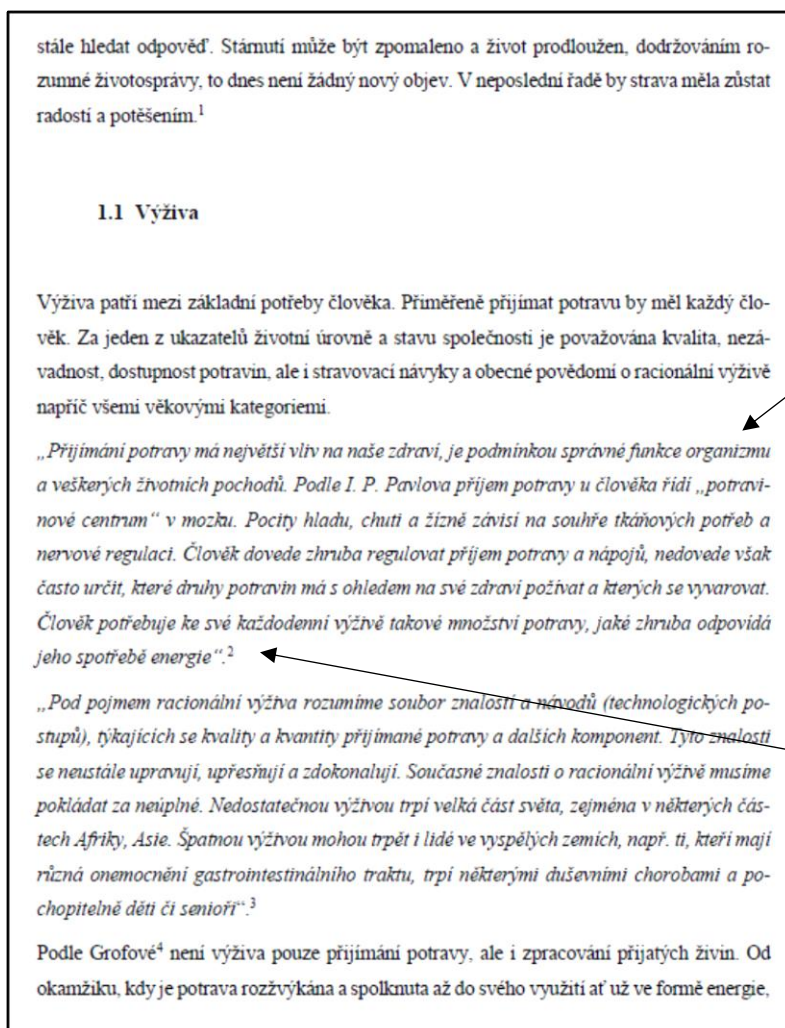 stále hledat odpověď. Stárnutí může být zpomaleno a život prodloužen, dodržováním ro-
zumné životosprávy, to dnes není žádný nový objev. V neposlední řadě by strava měla zůstat
radostí a potěšením.1
1.1 Výživa
Výživa patří mezi základní potřeby člověka. Přiměřeně přijímat potravu by měl každý člo-
věk. Za jeden z ukazatelů životní úrovně a stavu společnosti je považována kvalita, nezá-
vadnost, dostupnost potravin, ale i stravovací návyky a obecné povědomí o racionální výživě
napříč všemi věkovými kategoriemi.
„Přijímání potravy má největší vliv na naše zdraví, je podmínkou správné funkce organizmu
a veškerých životních pochodů. Podle I. P. Pavlova příjem potravy u člověka řídí „potravi-
nové centrum“ v mozku. Pocity hladu, chuti a žízně závisí na souhře tkáňových potřeb a
nervové regulaci. Člověk dovede zhruba regulovat příjem potravy a nápojů, nedovede však
často určit, které druhy potravin má s ohledem na své zdraví požívat a kterých se vyvarovat.
Člověk potřebuje ke své každodenní výživě takové množství potravy, jaké zhruba odpovídá
jeho spotřebě energie“.2
„Pod pojmem racionální výživa rozumíme soubor znalostí a návodů (technologických po-
stupů), týkajících se kvality a kvantity přijímané potravy a dalších komponent. Tyto znalosti
se neustále upravují, upřesňují a zdokonalují. Současné znalosti o racionální výživě musíme
pokládat za neúplné. Nedostatečnou výživou trpí velká část světa, zejména v některých čás-
tech Afriky, Asie. Špatnou výživou mohou trpět i lidé ve vyspělých zemích, např. ti, kteří mají
různá onemocnění gastrointestinálního traktu, trpí některými duševními chorobami a po-
chopitelně děti či senioři“.3
Podle Grofové4 není výživa pouze přijímání potravy, ale i zpracování přijatých živin. Od
okamžiku, kdy je potrava rozžvýkána a spolknuta až do svého využití ať už ve formě energie,